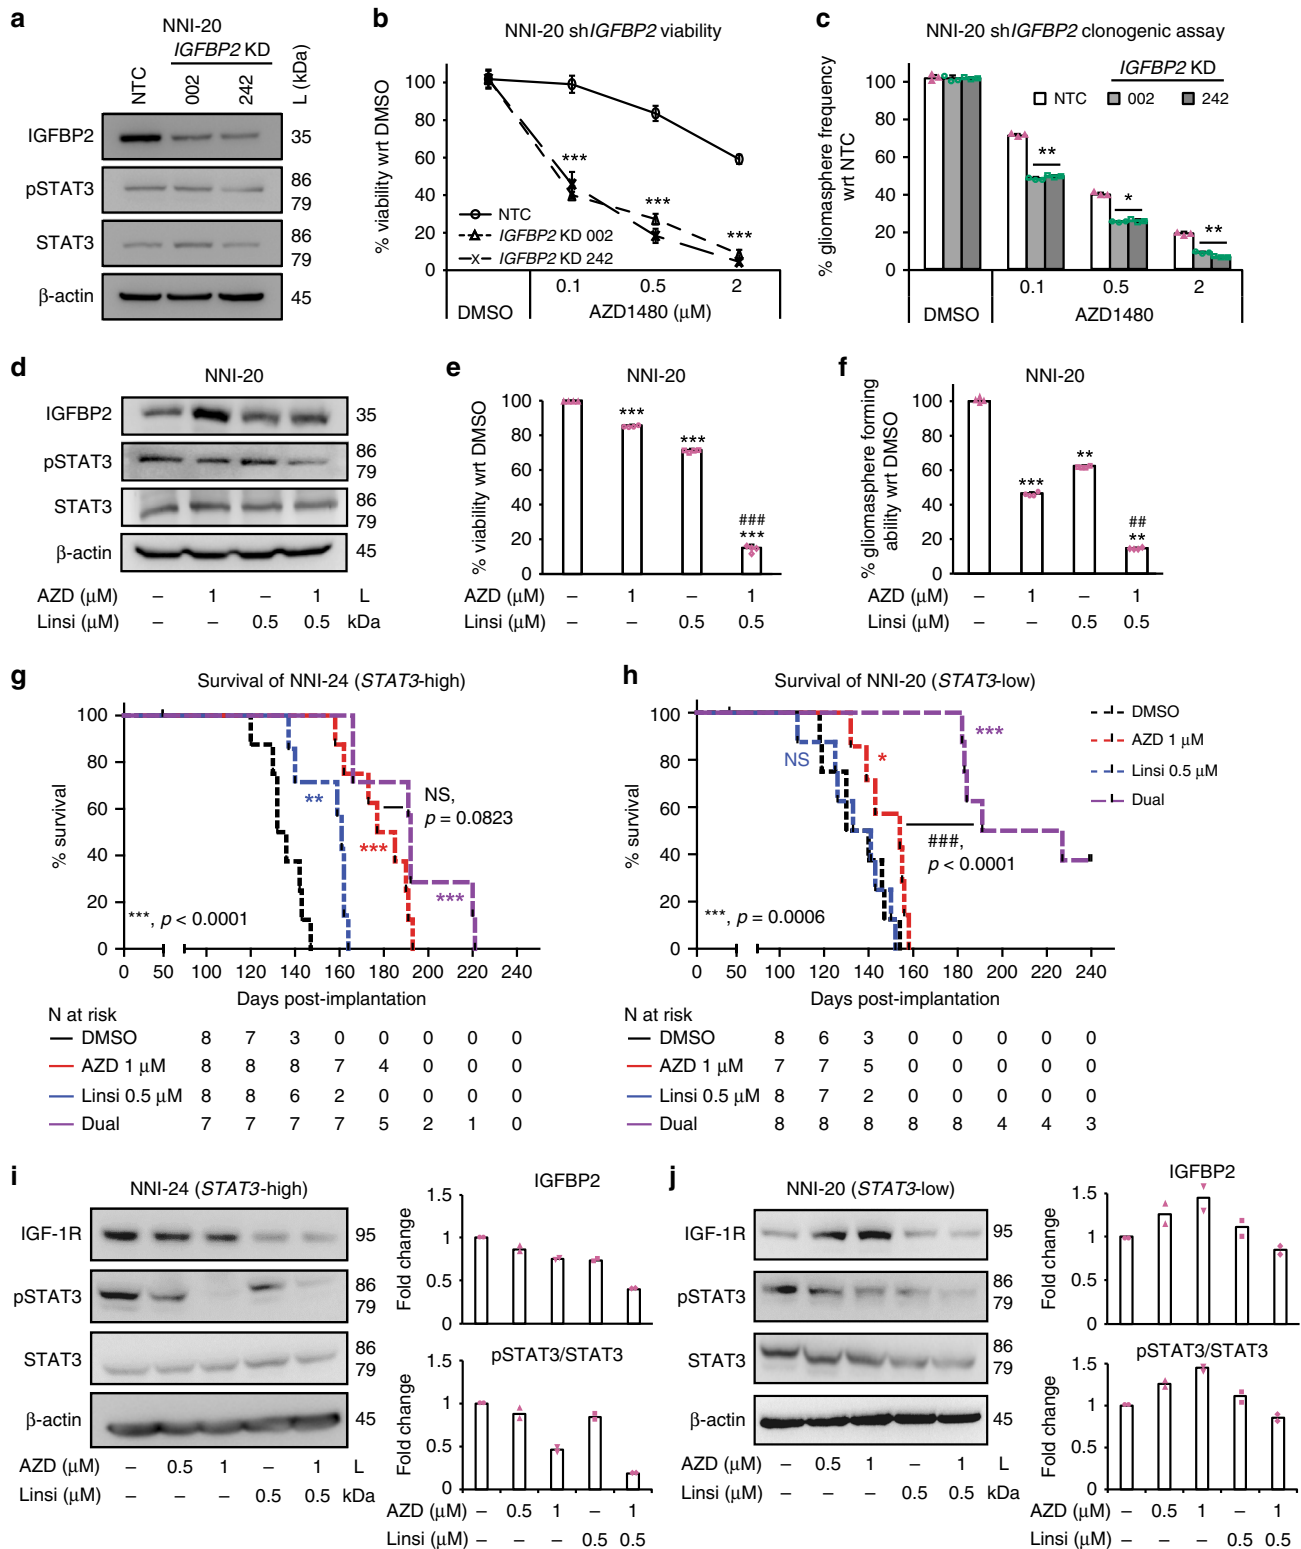 a
NNI-20
IGFBP2 KD
NTC
002
242
L (kDa)
IGFBP2
35
pSTAT3
86
79
STAT3
86
79
β-actin
45
b
NNI-20 shIGFBP2 viability
% viability wrt DMSO
100
80
60
40
20
0
***
***
***
NTC
IGFBP2 KD 002
IGFBP2 KD 242
0.1
0.5
2
DMSO
AZD1480 (μM)
c
NNI-20 shIGFBP2 clonogenic assay
IGFBP2 KD
NTC
002
242
% gliomasphere frequency
wrt NTC
100
80
60
40
20
0
**
*
**
0.1
0.5
2
DMSO
AZD1480
d
NNI-20
IGFBP2
35
pSTAT3
86
79
STAT3
86
79
β-actin
45
AZD (μM) – 1 – 1 L
Linsi (μM) – – 0.5 0.5 kDa
e
NNI-20
% viability wrt DMSO
100
80
60
40
20
0
***
***
###
***
AZD (μM) – 1 – 1
Linsi (μM) – – 0.5 0.5
f
NNI-20
% gliomasphere forming
ability wrt DMSO
100
80
60
40
20
0
***
**
##
**
AZD (μM) – 1 – 1
Linsi (μM) – – 0.5 0.5
g
Survival of NNI-24 (STAT3-high)
% survival
100
80
60
40
20
0
**
***
***
NS,
p = 0.0823
***, p < 0.0001
0 50 100 120 140 160 180 200 220 240
Days post-implantation
N at risk
DMSO 8 7 3 0 0 0 0 0
AZD 1 μM 8 8 8 7 4 0 0 0
Linsi 0.5 μM 8 8 6 2 0 0 0 0
Dual 7 7 7 7 5 2 1 0
h
Survival of NNI-20 (STAT3-low)
% survival
100
80
60
40
20
0
NS
*
***
###,
p < 0.0001
***, p = 0.0006
DMSO
AZD 1 μM
Linsi 0.5 μM
Dual
0 50 100 120 140 160 180 200 220 240
Days post-implantation
N at risk
DMSO 8 6 3 0 0 0 0 0
AZD 1 μM 7 7 5 0 0 0 0 0
Linsi 0.5 μM 8 7 2 0 0 0 0 0
Dual 8 8 8 8 8 4 4 3
i
NNI-24 (STAT3-high)
IGF-1R
95
pSTAT3
86
79
STAT3
86
79
β-actin
45
AZD (μM) – 0.5 1 – 1 L
Linsi (μM) – – – 0.5 0.5 kDa
IGFBP2
Fold change
1.5
1
0.5
0
pSTAT3/STAT3
Fold change
1.5
1
0.5
0
AZD (μM) – 0.5 1 – 1
Linsi (μM) – – – 0.5 0.5
j
NNI-20 (STAT3-low)
IGF-1R
95
pSTAT3
86
79
STAT3
86
79
β-actin
45
AZD (μM) – 0.5 1 – 1 L
Linsi (μM) – – – 0.5 0.5 kDa
IGFBP2
Fold change
1.5
1
0.5
0
pSTAT3/STAT3
Fold change
1.5
1
0.5
0
AZD (μM) – 0.5 1 – 1
Linsi (μM) – – – 0.5 0.5